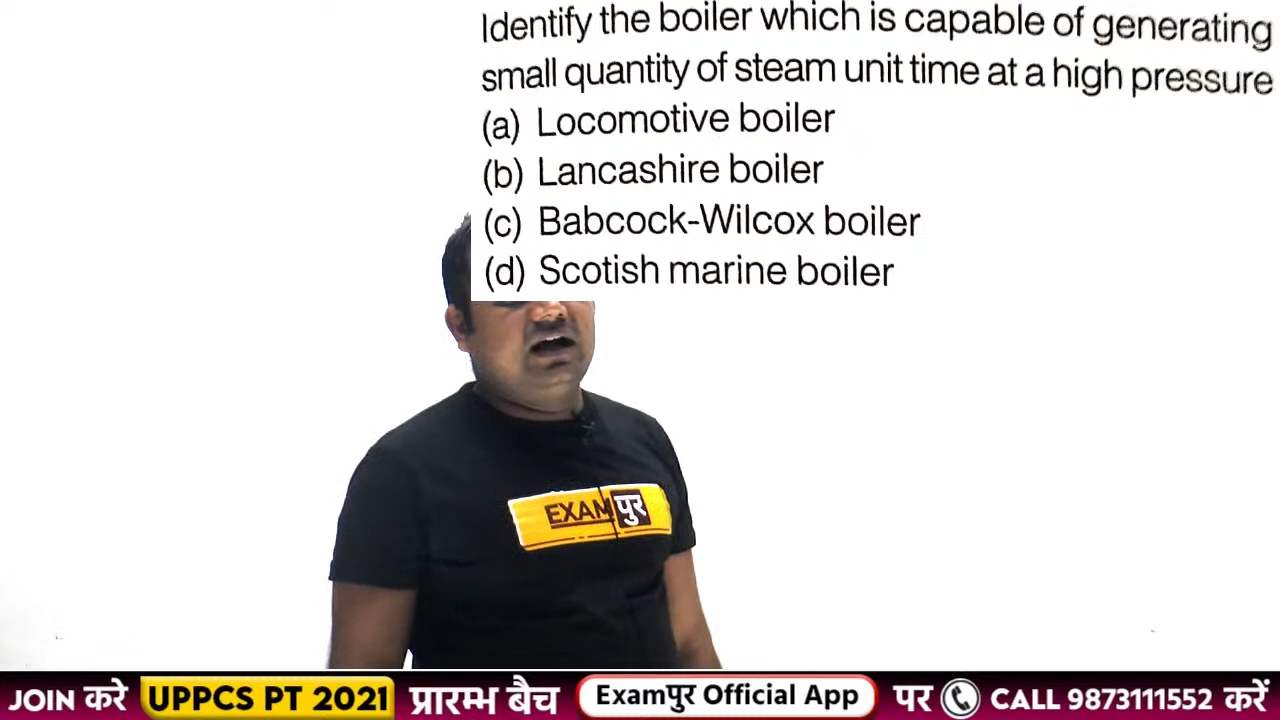 Identify the boiler which is capable of generating
small quantity of steam unit time at a high pressure
(a) Locomotive boiler
(b) Lancashire boiler
(c) Babcock-Wilcox boiler
(d) Scotish marine boiler
EXAMपुर
JOIN करे UPPCS PT 2021 प्रारम्भ बैच Examपुर Official App पर CALL 9873111552 करें